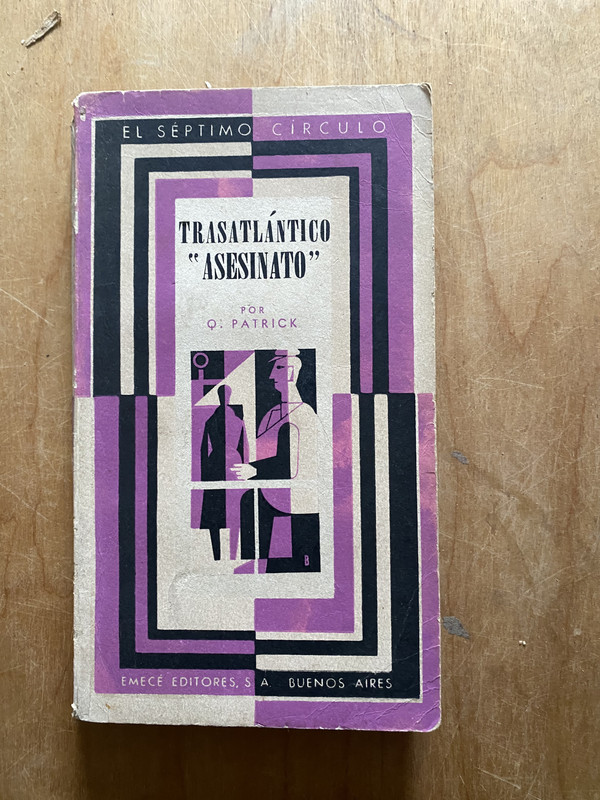 EL SÉPTIMO CÍRCULO
TRASATLÁNTICO
"ASESINATO"
POR
Q. PATRICK
B
EMECÉ EDITORES, S. A. BUENOS AIRES